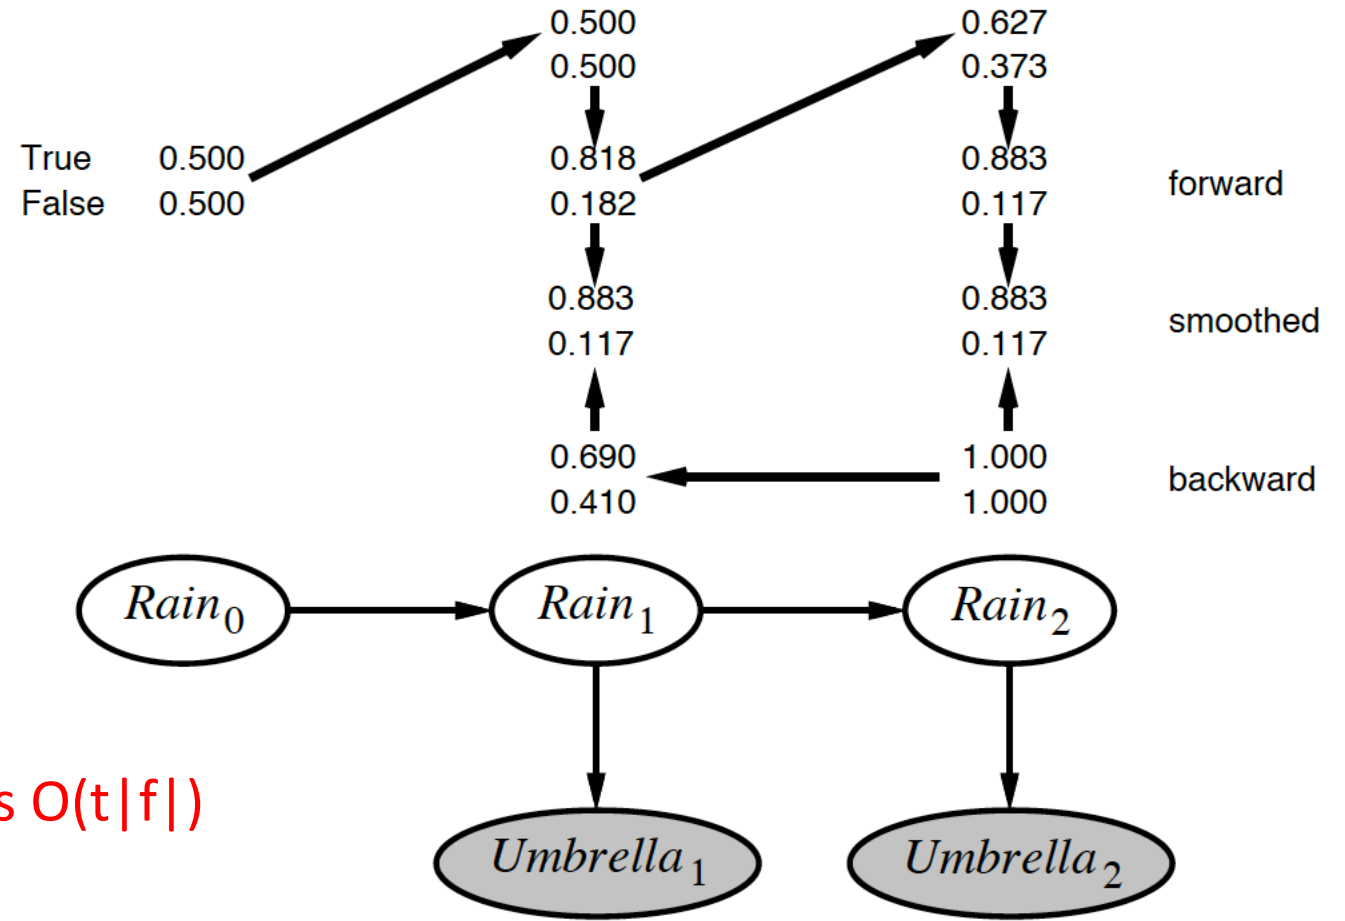 0.500 0.627
0.500 0.373
True 0.500 0.818 0.883
forward
False 0.500 0.182 0.117
0.883 0.883
smoothed
0.117 0.117
0.690 1.000
backward
0.410 1.000
Rain0 Rain1 Rain2
s O(t|f|)
Umbrella1 Umbrella2